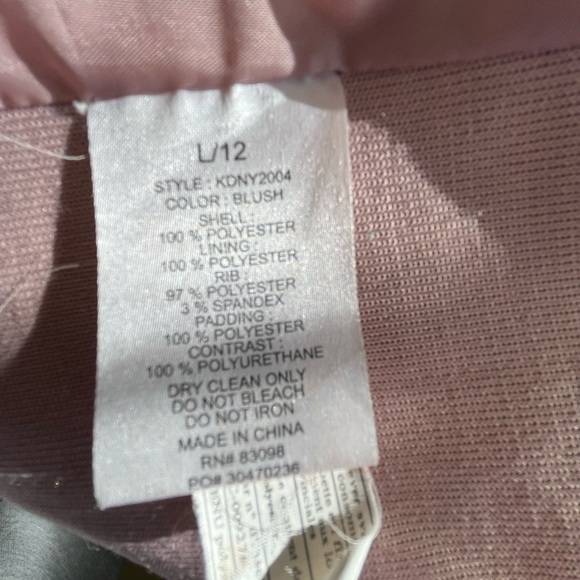 L/12
STYLE : KDNY2004
COLOR : BLUSH
SHELL :
100 % POLYESTER
LINING :
100 % POLYESTER
RIB :
97 % POLYESTER
3 % SPANDEX
PADDING :
100 % POLYESTER
CONTRAST :
100 % POLYURETHANE
DRY CLEAN ONLY
DO NOT BLEACH
DO NOT IRON
MADE IN CHINA
RN# 83098
PO# 30470236